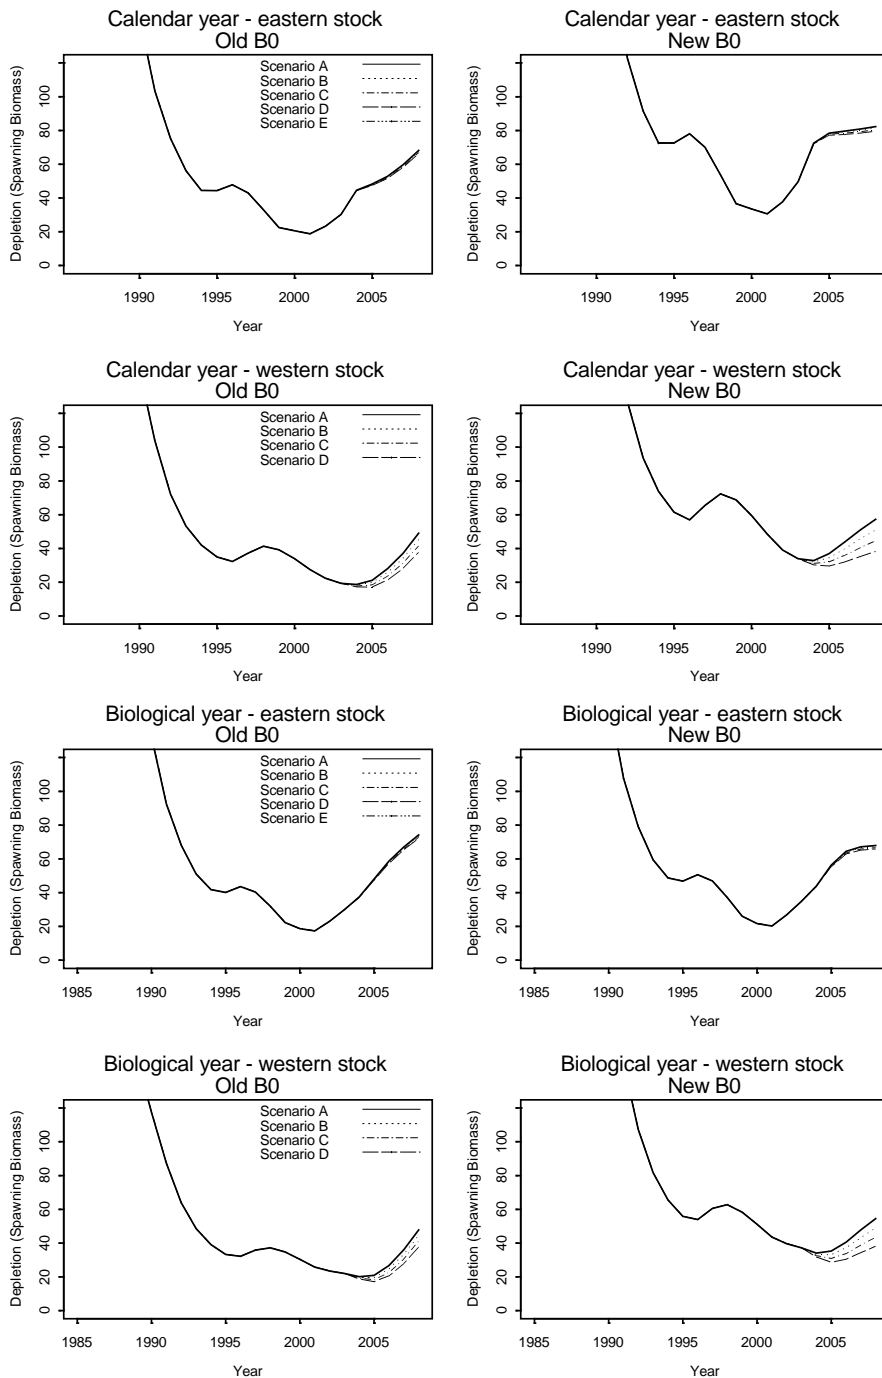 Calendar year - eastern stock
Old B0
Depletion (Spawning Biomass)
0 20 40 60 80 100
Scenario A
Scenario B
Scenario C
Scenario D
Scenario E
1990 1995 2000 2005
Year
Calendar year - eastern stock
New B0
Depletion (Spawning Biomass)
0 20 40 60 80 100
1990 1995 2000 2005
Year
Calendar year - western stock
Old B0
Depletion (Spawning Biomass)
0 20 40 60 80 100
Scenario A
Scenario B
Scenario C
Scenario D
1990 1995 2000 2005
Year
Calendar year - western stock
New B0
Depletion (Spawning Biomass)
0 20 40 60 80 100
1990 1995 2000 2005
Year
Biological year - eastern stock
Old B0
Depletion (Spawning Biomass)
0 20 40 60 80 100
Scenario A
Scenario B
Scenario C
Scenario D
Scenario E
1985 1990 1995 2000 2005
Year
Biological year - eastern stock
New B0
Depletion (Spawning Biomass)
0 20 40 60 80 100
1985 1990 1995 2000 2005
Year
Biological year - western stock
Old B0
Depletion (Spawning Biomass)
0 20 40 60 80 100
Scenario A
Scenario B
Scenario C
Scenario D
1985 1990 1995 2000 2005
Year
Biological year - western stock
New B0
Depletion (Spawning Biomass)
0 20 40 60 80 100
1985 1990 1995 2000 2005
Year